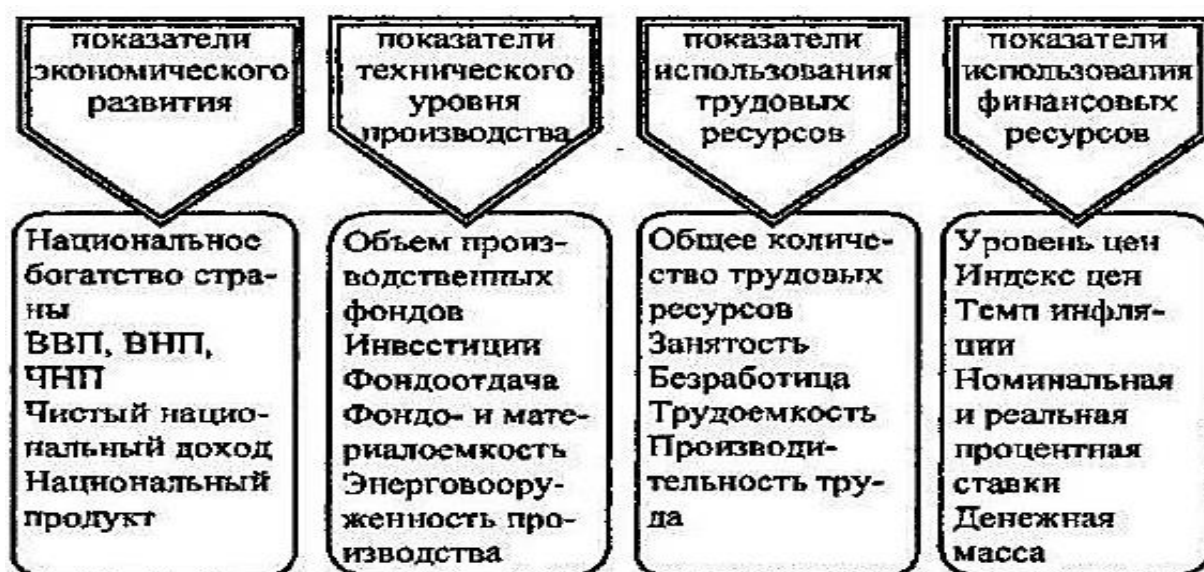 показатели
экономического
развития
Национальное
богатство стра-
ны
ВВП, ВНП,
ЧНП
Чистый нацио-
нальный доход
Национальный
продукт
показатели
технического
уровня
производства
Объем произ-
водственных
фондов
Инвестиции
Фондоотдача
Фондо- и мате-
риалоемкость
Энерговоору-
женность про-
изводства
показатели
использования
трудовых
ресурсов
Общее количе-
ство трудовых
ресурсов
Занятость
Безработица
Трудоемкость
Производи-
тельность тру-
да
показатели
использования
финансовых
ресурсов
Уровень цен
Индекс цен
Темп инфля-
ции
Номинальная
и реальная
процентная
ставки
Денежная
масса